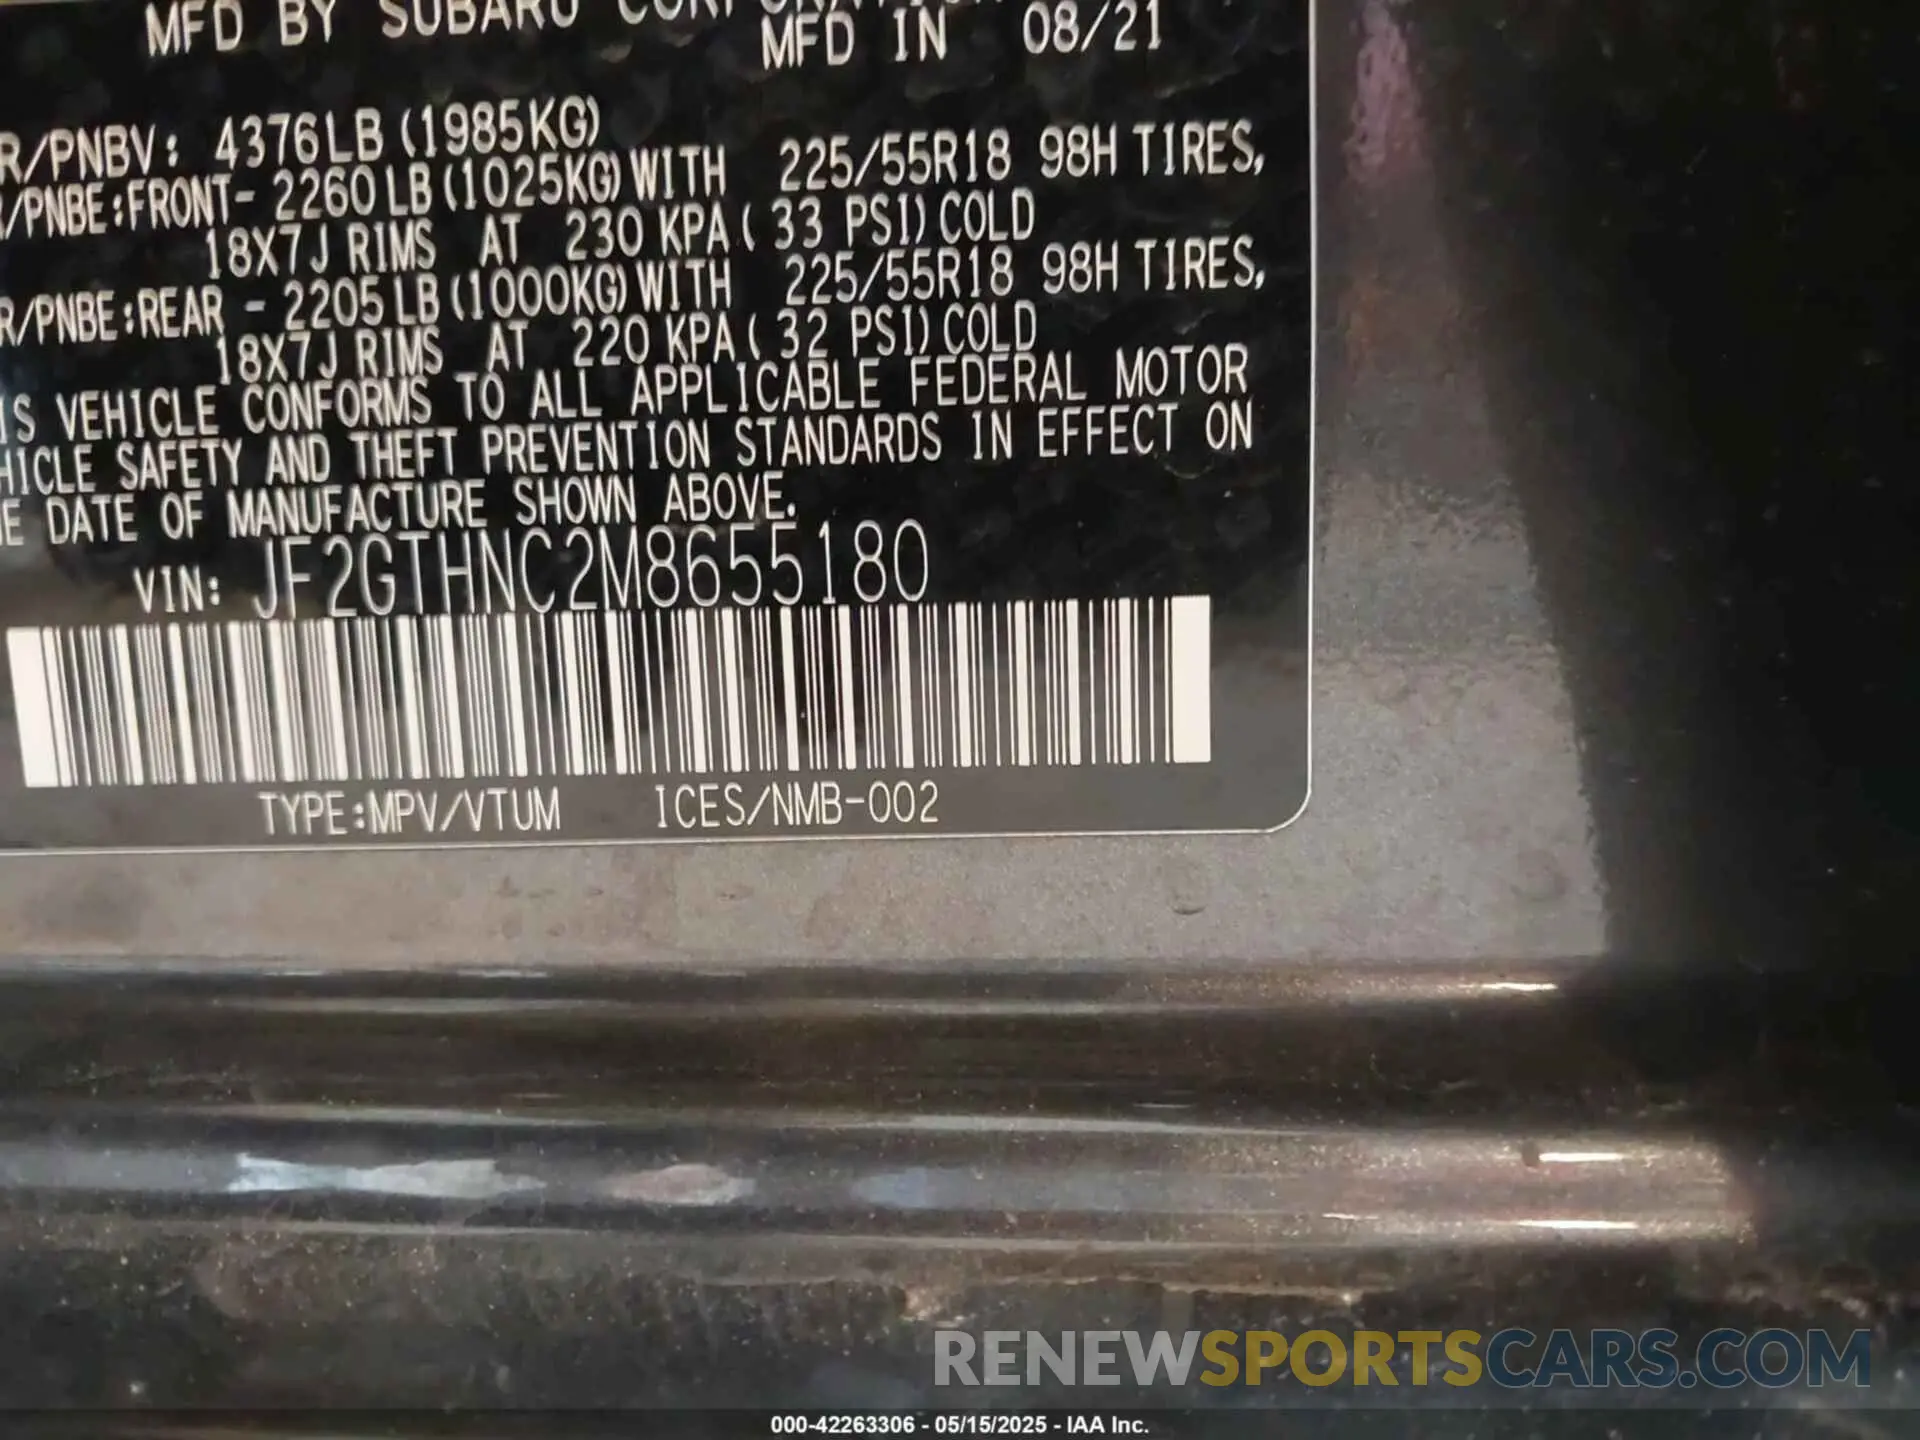 MFD BY SUBARU CORPORATION
MFD IN 08/21
R/PNBV: 4376LB (1985KG)
/PNBE:FRONT- 2260 LB (1025KG) WITH 225/55R18 98H TIRES,
18X7J RIMS AT 230 KPA ( 33 PSI) COLD
R/PNBE:REAR - 2205 LB (1000KG) WITH 225/55R18 98H TIRES,
18X7J RIMS AT 220 KPA ( 32 PSI) COLD
IS VEHICLE CONFORMS TO ALL APPLICABLE FEDERAL MOTOR
HICLE SAFETY AND THEFT PREVENTION STANDARDS IN EFFECT ON
E DATE OF MANUFACTURE SHOWN ABOVE.
VIN: JF2GTHNC2M8655180
TYPE:MPV/VTUM ICES/NMB-002
RENEWSPORTSCARS.COM
000-42263306 - 05/15/2025 - IAA Inc.